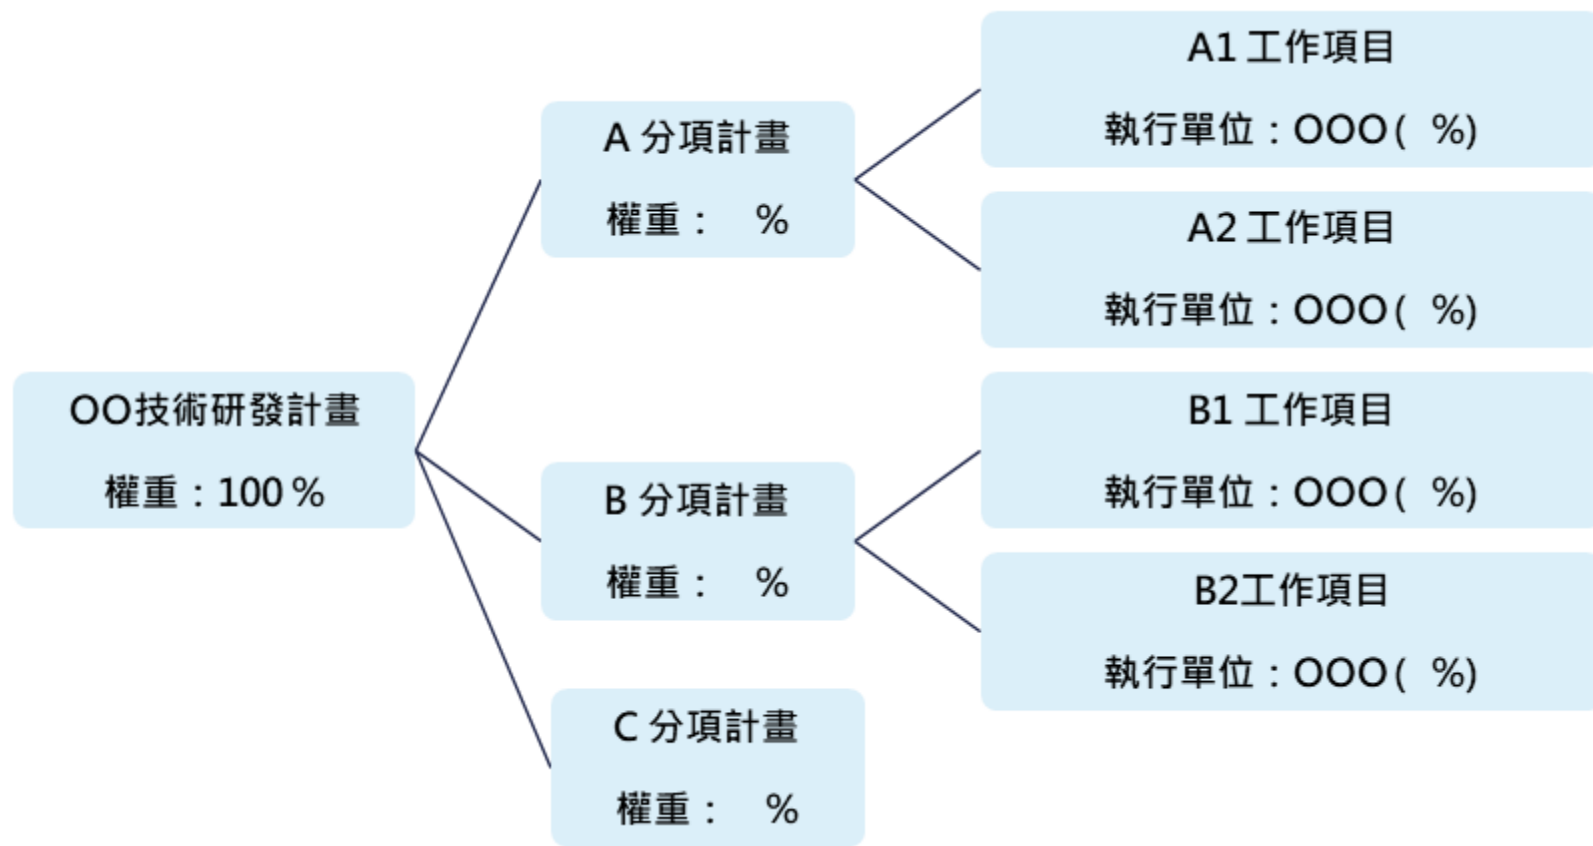 OO技術研發計畫
權重：100 %
A 分項計畫
權重： %
A1 工作項目
執行單位：OOO( %)
A2 工作項目
執行單位：OOO( %)
B 分項計畫
權重： %
B1 工作項目
執行單位：OOO( %)
B2工作項目
執行單位：OOO( %)
C 分項計畫
權重： %